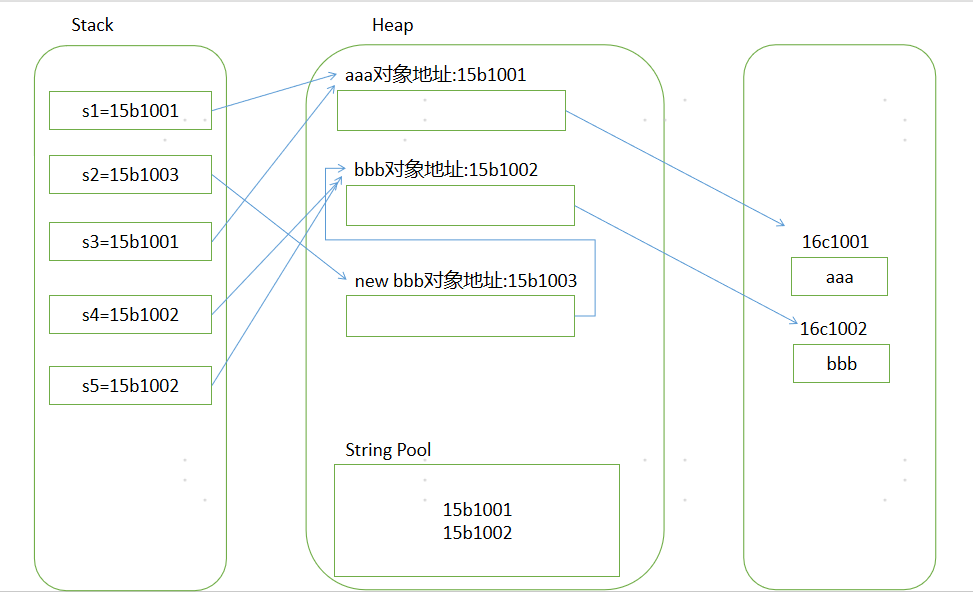 Stack
s1=15b1001
s2=15b1003
s3=15b1001
s4=15b1002
s5=15b1002
Heap
aaa对象地址:15b1001
bbb对象地址:15b1002
new bbb对象地址:15b1003
String Pool
15b1001
15b1002
16c1001
aaa
16c1002
bbb